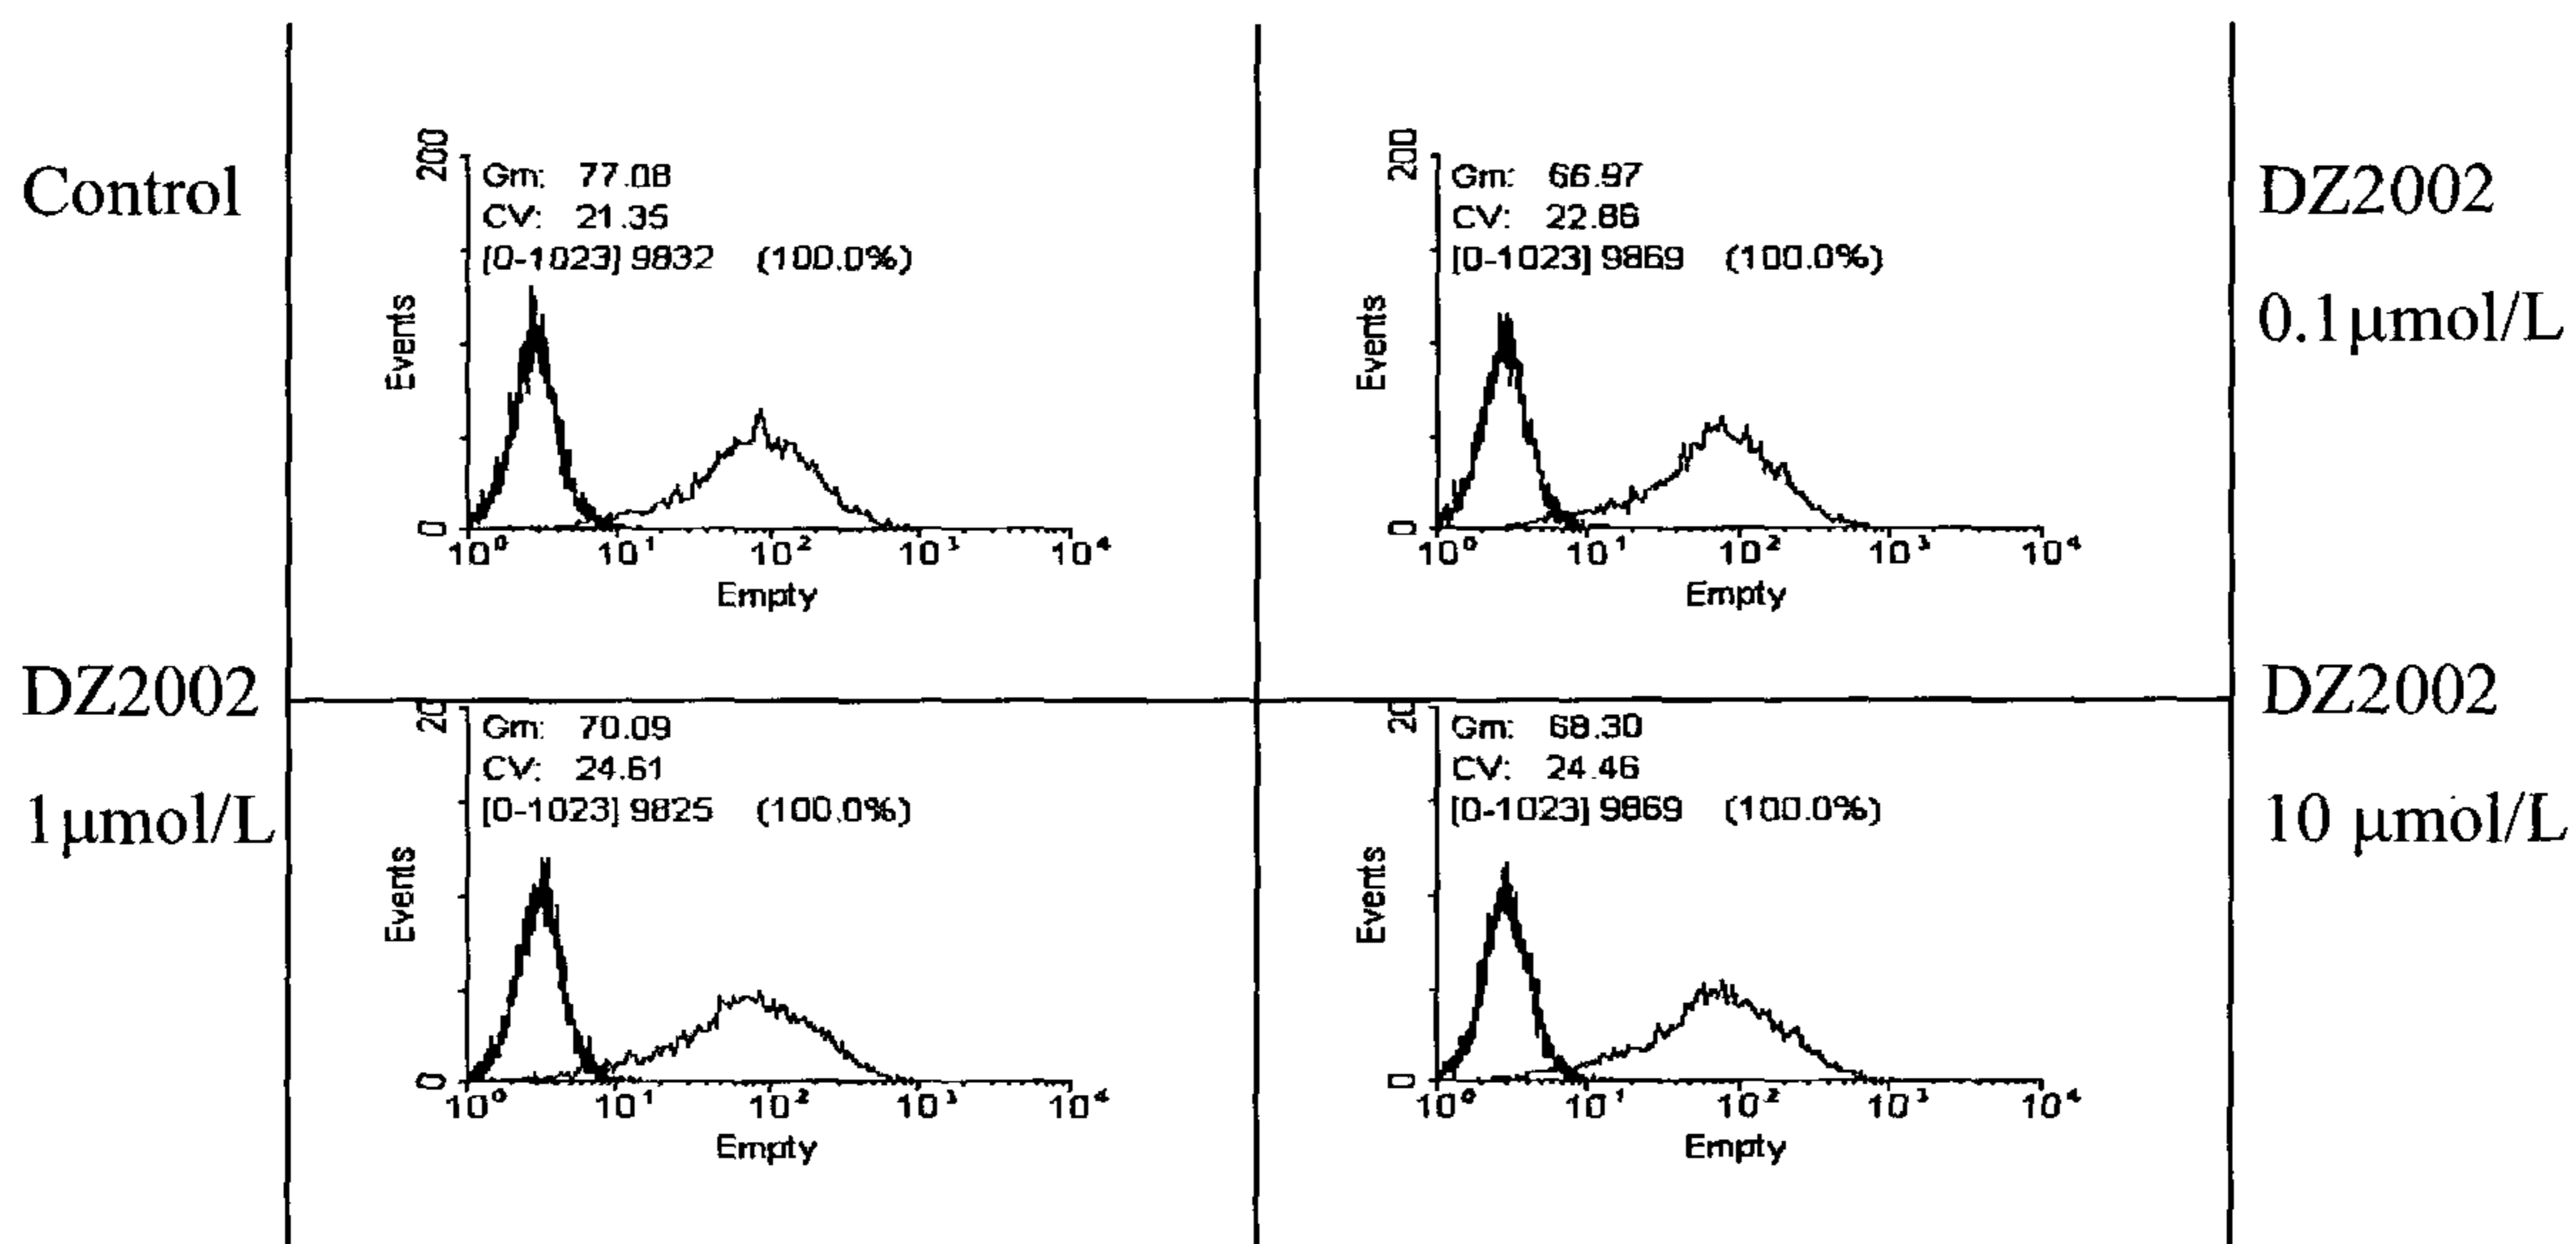 Control
200
Gm: 77.08
CV: 21.35
[0-1023] 9832 (100.0%)
Events
0
10⁰ 10¹ 10² 10³ 10⁴
Empty
200
Gm: 66.97
CV: 22.86
[0-1023] 9869 (100.0%)
Events
0
10⁰ 10¹ 10² 10³ 10⁴
Empty
DZ2002
0.1μmol/L
DZ2002
1μmol/L
20
Gm: 70.09
CV: 24.61
[0-1023] 9825 (100.0%)
Events
0
10⁰ 10¹ 10² 10³ 10⁴
Empty
20
Gm: 68.30
CV: 24.46
[0-1023] 9869 (100.0%)
Events
0
10⁰ 10¹ 10² 10³ 10⁴
Empty
DZ2002
10 μmol/L